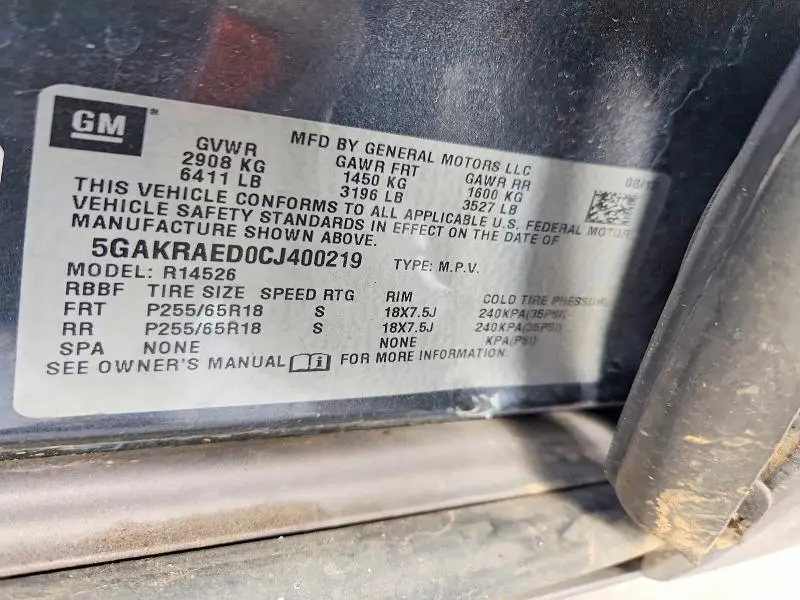 GM ®
MFD BY GENERAL MOTORS LLC
GVWR GAWR FRT GAWR RR
2908 KG 1450 KG 1600 KG
6411 LB 3196 LB 3527 LB
THIS VEHICLE CONFORMS TO ALL APPLICABLE U.S. FEDERAL MOTOR
VEHICLE SAFETY STANDARDS IN EFFECT ON THE DATE OF
MANUFACTURE SHOWN ABOVE.
5GAKRAED0CJ400219 TYPE: M.P.V.
MODEL: R14526
RBBF TIRE SIZE SPEED RTG RIM COLD TIRE PRESSURE
FRT P255/65R18 S 18X7.5J 240KPA(35PSI)
RR P255/65R18 S 18X7.5J 240KPA(35PSI)
SPA NONE NONE KPA(PSI)
SEE OWNER'S MANUAL FOR MORE INFORMATION.